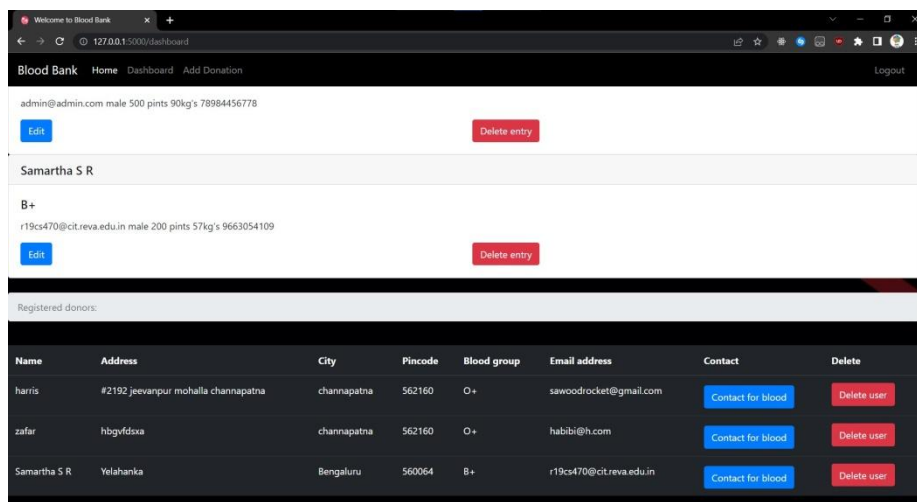 Welcome to Blood Bank
127.0.0.1:5000/dashboard
Blood Bank Home Dashboard Add Donation Logout
admin@admin.com male 500 pints 90kg's 78984456778
Edit Delete entry
Samartha S R
B+
r19cs470@cit.reva.edu.in male 200 pints 57kg's 9663054109
Edit Delete entry
Registered donors:
Name Address City Pincode Blood group Email address Contact Delete
harris #2192 jeevanpur mohalla channapatna channapatna 562160 O+ sawoodrocket@gmail.com Contact for blood Delete user
zafar hbgvfdsxa channapatna 562160 O+ habibi@h.com Contact for blood Delete user
Samartha S R Yelahanka Bengaluru 560064 B+ r19cs470@cit.reva.edu.in Contact for blood Delete user